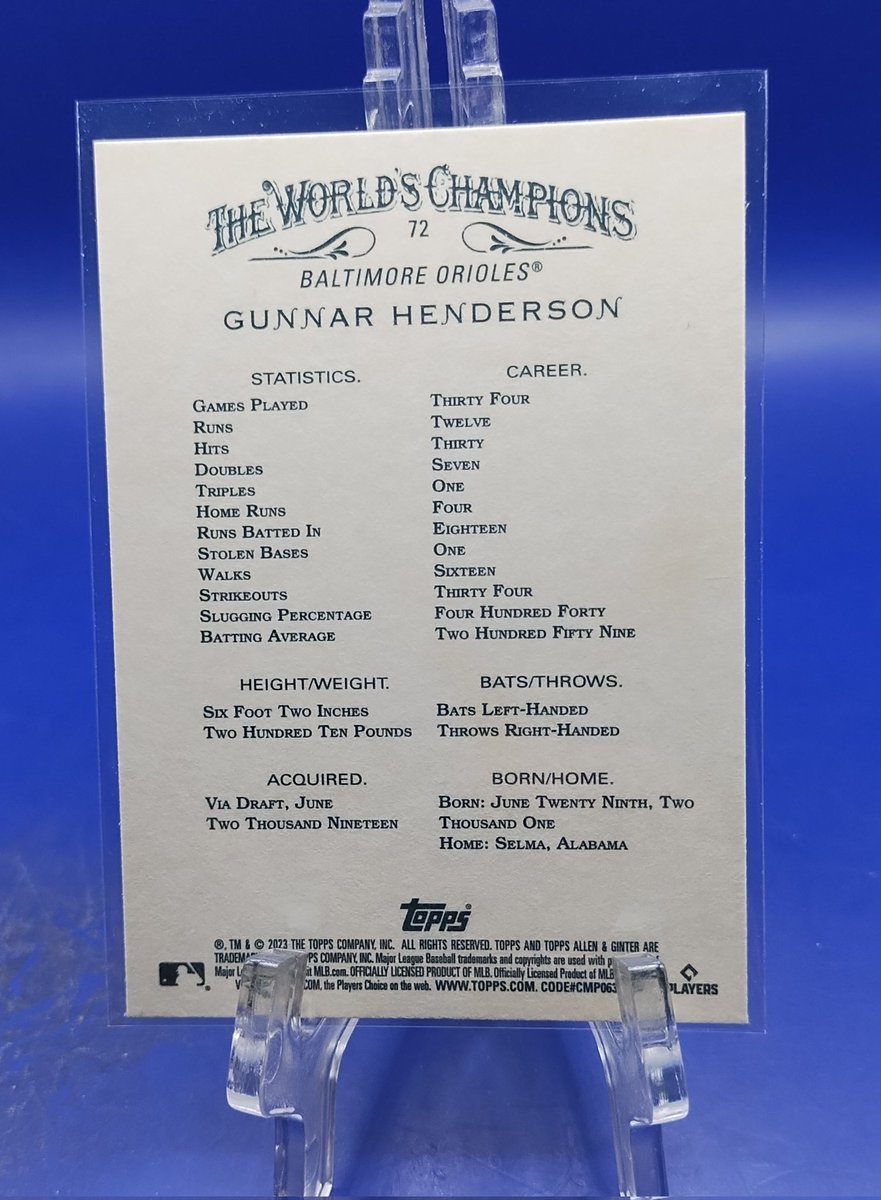 THE WORLD'S CHAMPIONS
72
BALTIMORE ORIOLES®
GUNNAR HENDERSON
STATISTICS. CAREER.
GAMES PLAYED THIRTY FOUR
RUNS TWELVE
HITS THIRTY
DOUBLES SEVEN
TRIPLES ONE
HOME RUNS FOUR
RUNS BATTED IN EIGHTEEN
STOLEN BASES ONE
WALKS SIXTEEN
STRIKEOUTS THIRTY FOUR
SLUGGING PERCENTAGE FOUR HUNDRED FORTY
BATTING AVERAGE TWO HUNDRED FIFTY NINE
HEIGHT/WEIGHT. BATS/THROWS.
SIX FOOT TWO INCHES BATS LEFT-HANDED
TWO HUNDRED TEN POUNDS THROWS RIGHT-HANDED
ACQUIRED. BORN/HOME.
VIA DRAFT, JUNE BORN: JUNE TWENTY NINTH, TWO
TWO THOUSAND NINETEEN THOUSAND ONE
HOME: SELMA, ALABAMA
Topps®
®, TM & © 2023 THE TOPPS COMPANY, INC. ALL RIGHTS RESERVED. TOPPS AND TOPPS ALLEN & GINTER ARE
COMPANY, INC. Major League Baseball trademarks and copyrights are used with
MLB.com. OFFICIALLY LICENSED PRODUCT OF MLB. Officially Licensed Product of MLB
the Players Choice on the web. WWW.TOPPS.COM. CODE#CMP063
PLAYERS